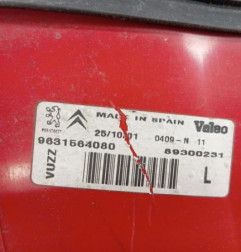 MADE IN SPAIN
Valeo
25/10/01 0409-N 11
9631564080
89300231
VUZZ
L